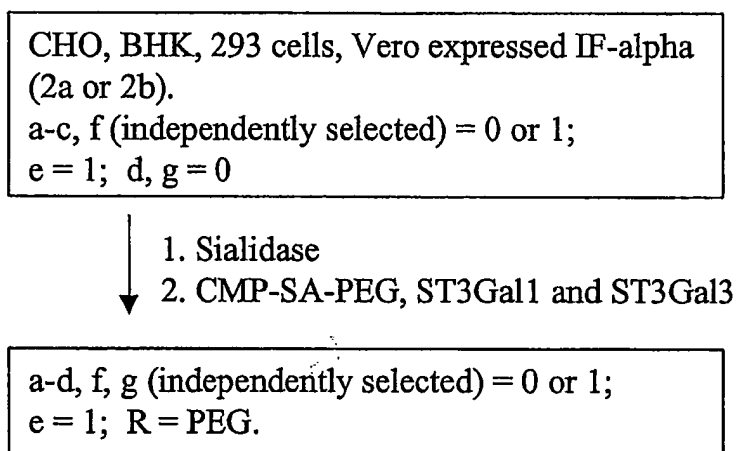 CHO, BHK, 293 cells, Vero expressed IF-alpha
(2a or 2b).
a-c, f (independently selected) = 0 or 1;
e = 1; d, g = 0
1. Sialidase
2. CMP-SA-PEG, ST3Gal1 and ST3Gal3
a-d, f, g (independently selected) = 0 or 1;
e = 1; R = PEG.